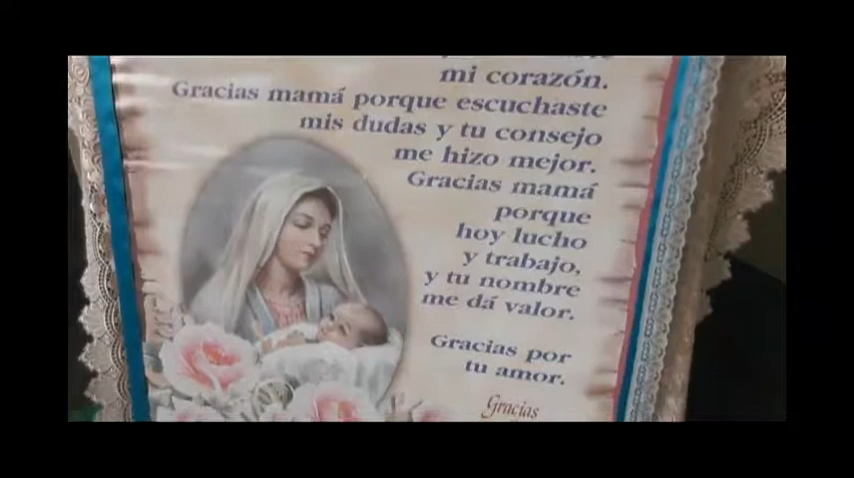 mi corazón.
Gracias mamá porque escuchaste
mis dudas y tu consejo
me hizo mejor.
Gracias mamá
porque
hoy lucho
y trabajo,
y tu nombre
me dá valor.
Gracias por
tu amor.
Gracias